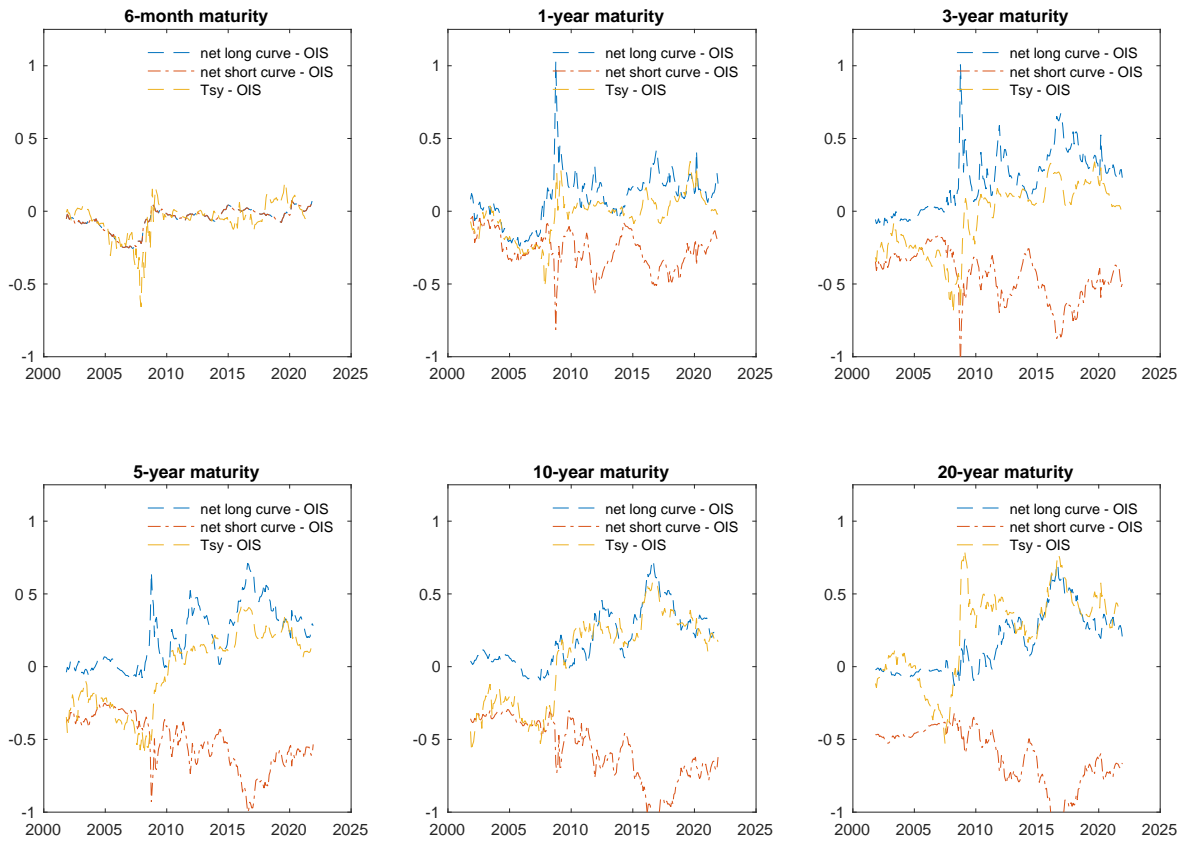 6-month maturity
net long curve - OIS
net short curve - OIS
Tsy - OIS
1
0 5
0
-0.5
-1
2000 2005 2010 2015 2020 2025
1-year maturity
net long curve - OIS
net short curve - OIS
Tsy - OIS
1
0 5
0
-0.5
-1
2000 2005 2010 2015 2020 2025
3-year maturity
net long curve - OIS
net short curve - OIS
Tsy - OIS
1
0 5
0
-0.5
-1
2000 2005 2010 2015 2020 2025
5-year maturity
net long curve - OIS
net short curve - OIS
Tsy - OIS
1
0 5
0
-0.5
-1
2000 2005 2010 2015 2020 2025
10-year maturity
net long curve - OIS
net short curve - OIS
Tsy - OIS
1
0 5
0
-0.5
-1
2000 2005 2010 2015 2020 2025
20-year maturity
net long curve - OIS
net short curve - OIS
Tsy - OIS
1
0 5
0
-0.5
-1
2000 2005 2010 2015 2020 2025